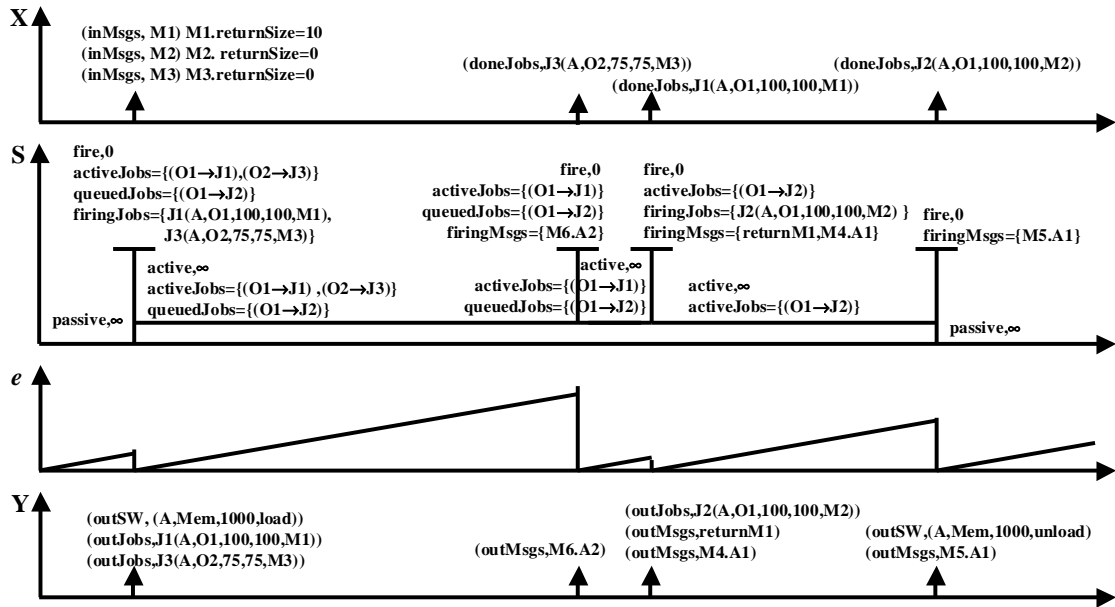 X
(inMsgs, M1) M1.returnSize=10
(inMsgs, M2) M2. returnSize=0
(inMsgs, M3) M3.returnSize=0
(doneJobs,J3(A,O2,75,75,M3))
(doneJobs,J1(A,O1,100,100,M1))
(doneJobs,J2(A,O1,100,100,M2))
S
fire,0
activeJobs={(O1→J1),(O2→J3)}
queuedJobs={(O1→J2)}
firingJobs={J1(A,O1,100,100,M1),
J3(A,O2,75,75,M3)}
active,∞
activeJobs={(O1→J1) ,(O2→J3)}
queuedJobs={(O1→J2)}
passive,∞
fire,0
activeJobs={(O1→J1)}
queuedJobs={(O1→J2)}
firingMsgs={M6.A2}
active,∞
activeJobs={(O1→J1)}
queuedJobs={(O1→J2)}
fire,0
activeJobs={(O1→J2)}
firingJobs={J2(A,O1,100,100,M2) }
firingMsgs={returnM1,M4.A1}
active,∞
activeJobs={(O1→J2)}
fire,0
firingMsgs={M5.A1}
passive,∞
e
Y
(outSW, (A,Mem,1000,load))
(outJobs,J1(A,O1,100,100,M1))
(outJobs,J3(A,O2,75,75,M3))
(outMsgs,M6.A2)
(outJobs,J2(A,O1,100,100,M2))
(outMsgs,returnM1)
(outMsgs,M4.A1)
(outSW,(A,Mem,1000,unload)
(outMsgs,M5.A1)